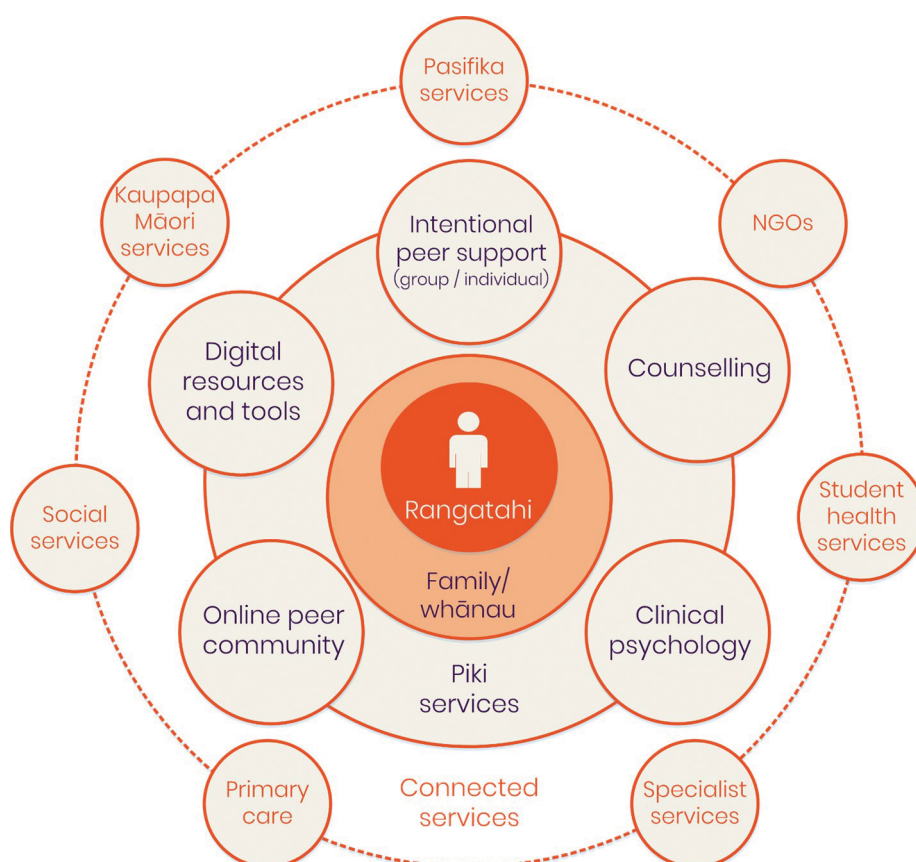 Pasifika
services
Kaupapa
Māori
services
NGOs
Intentional
peer support
(group / individual)
Digital
resources
and tools
Counselling
Rangatahi
Social
services
Student
health
services
Family/
whānau
Online peer
community
Clinical
psychology
Piki
services
Primary
care
Connected
services
Specialist
services